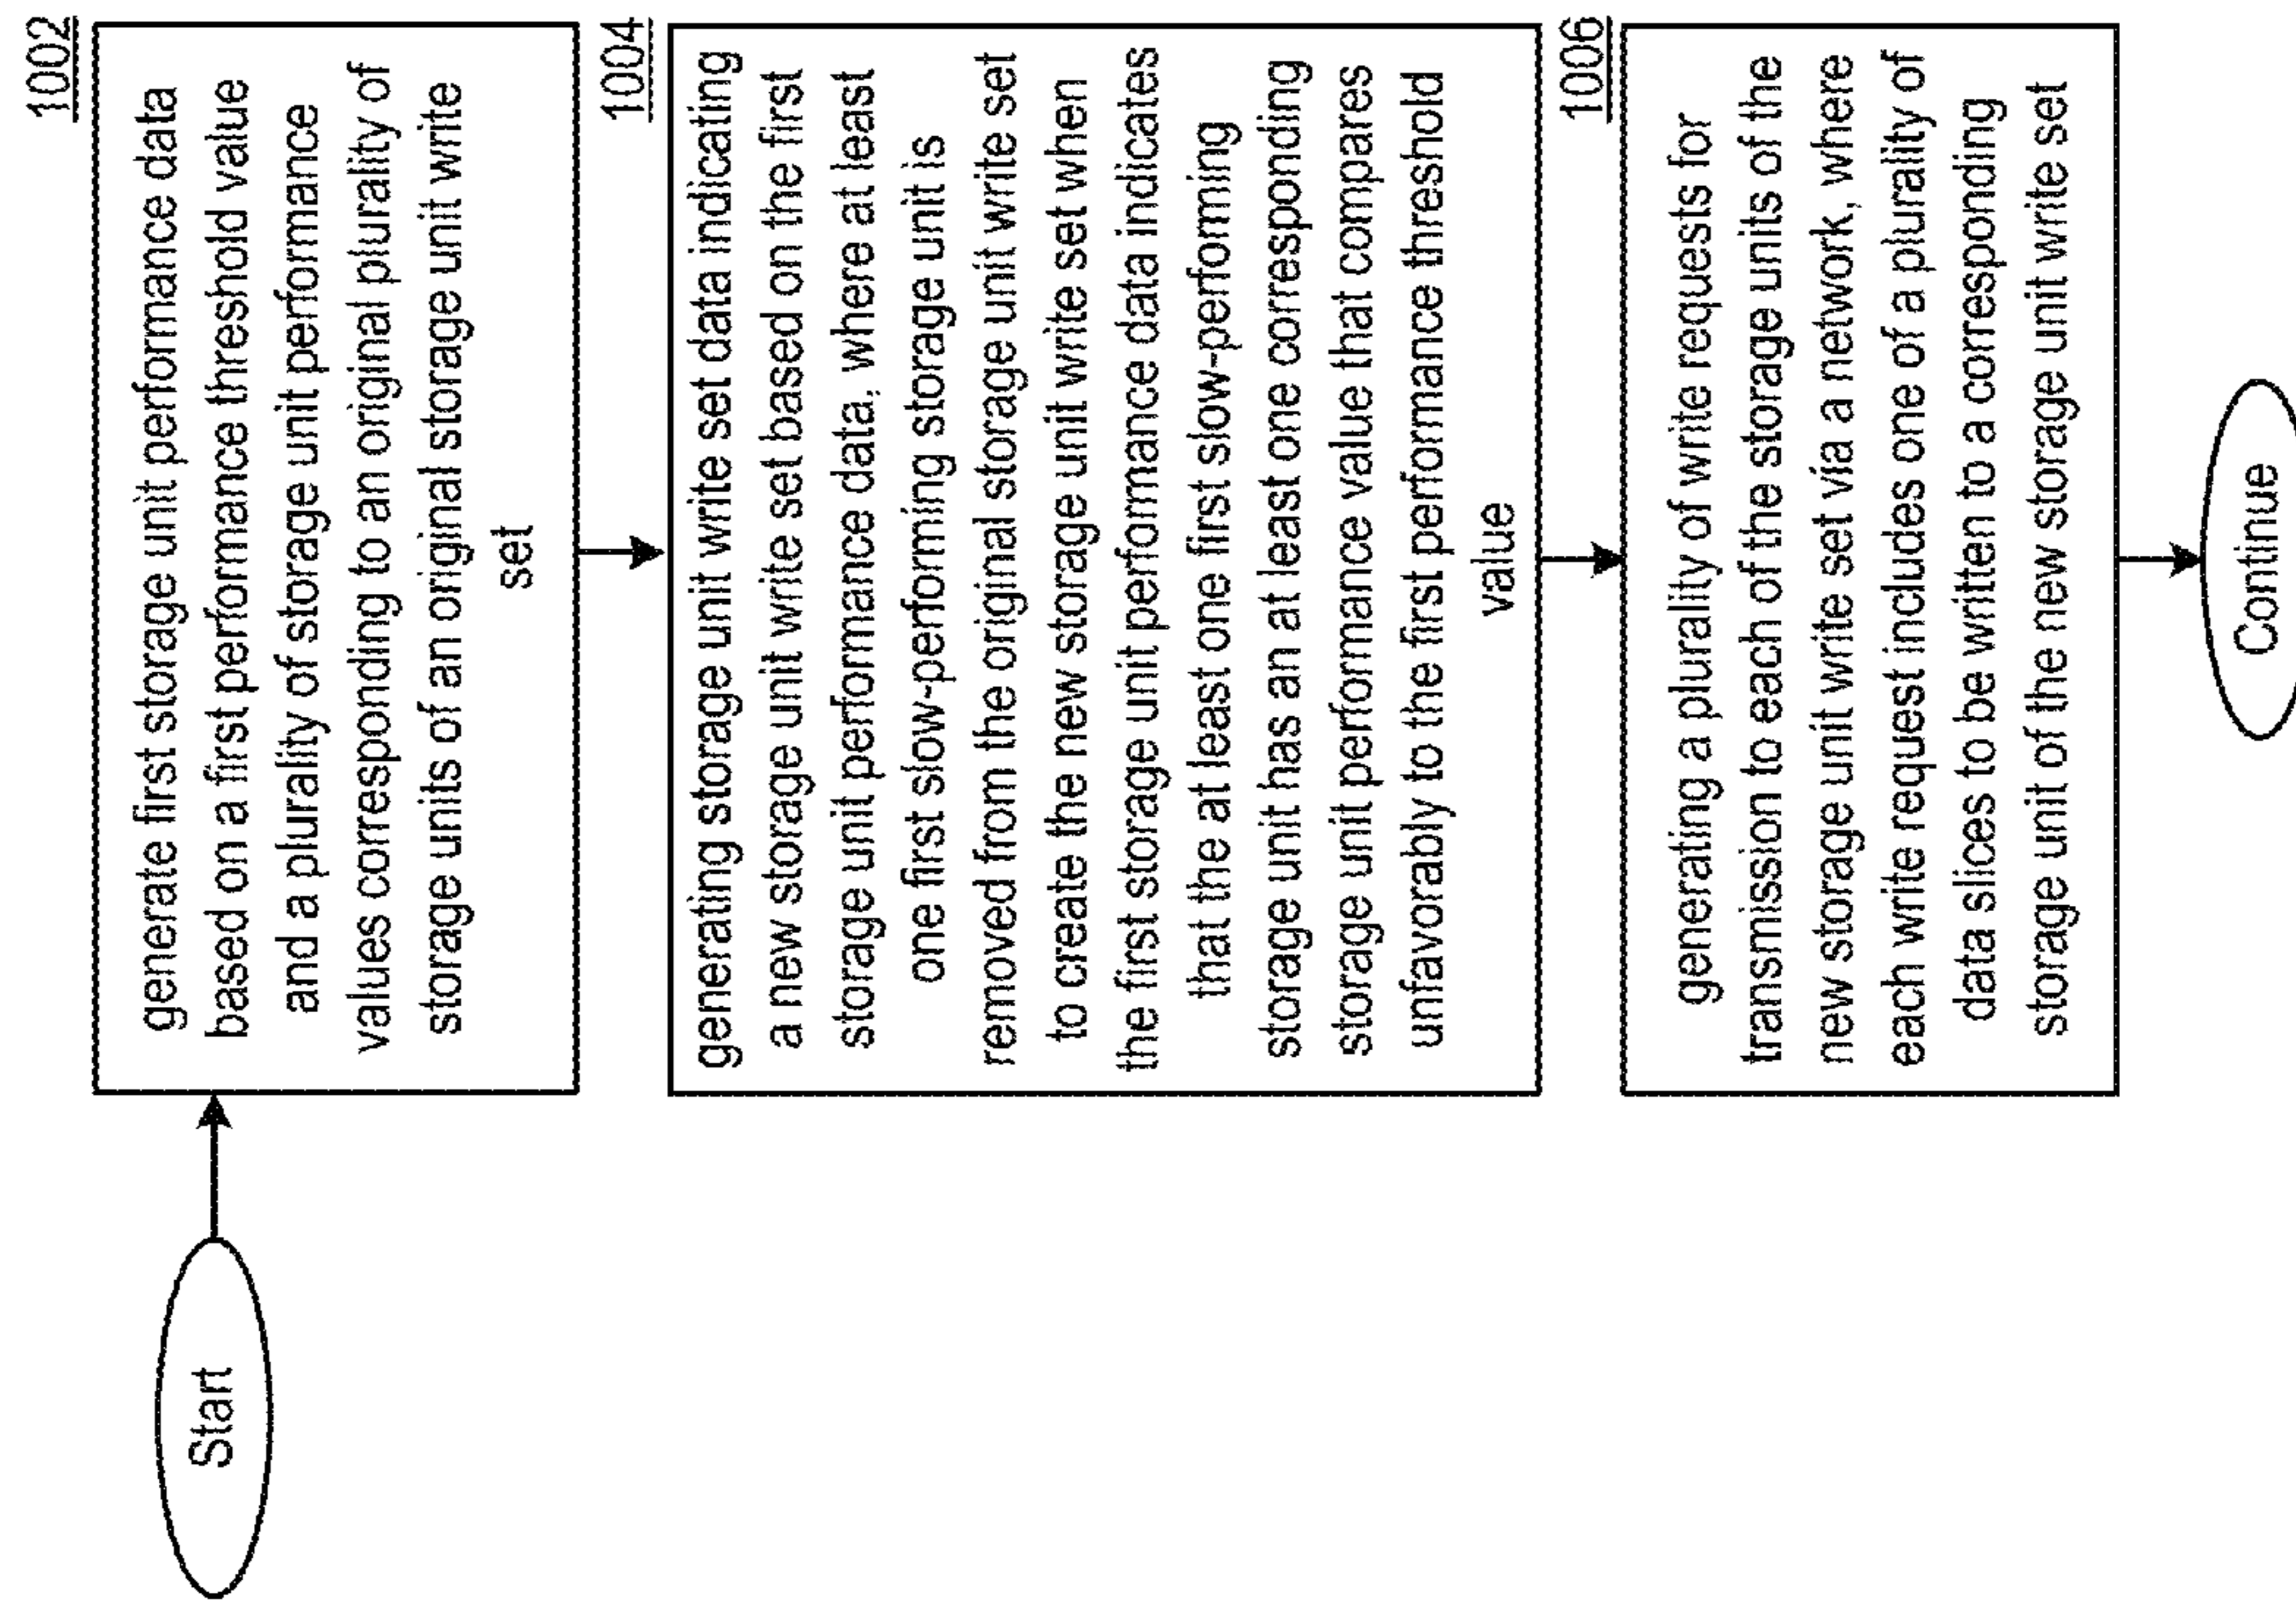 1002
generate first storage unit performance data
based on a first performance threshold value
and a plurality of storage unit performance
values corresponding to an original plurality of
storage units of an original storage unit write
set
Start
1004
generating storage unit write set data indicating
a new storage unit write set based on the first
storage unit performance data, where at least
one first slow-performing storage unit is
removed from the original storage unit write set
to create the new storage unit write set when
the first storage unit performance data indicates
that the at least one first slow-performing
storage unit has an at least one corresponding
storage unit performance value that compares
unfavorably to the first performance threshold
value
1006
generating a plurality of write requests for
transmission to each of the storage units of the
new storage unit write set via a network, where
each write request includes one of a plurality of
data slices to be written to a corresponding
storage unit of the new storage unit write set
Continue